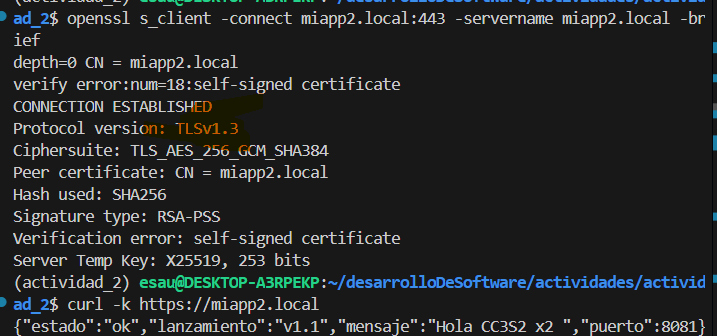 (actividad_2) esau@DESKTOP-A3RPEKP:~/desarrolloDeSoftware/actividades/activid
ad_2$ openssl s_client -connect miapp2.local:443 -servername miapp2.local -br
ief
depth=0 CN = miapp2.local
verify error:num=18:self-signed certificate
CONNECTION ESTABLISHED
Protocol version: TLSv1.3
Ciphersuite: TLS_AES_256_GCM_SHA384
Peer certificate: CN = miapp2.local
Hash used: SHA256
Signature type: RSA-PSS
Verification error: self-signed certificate
Server Temp Key: X25519, 253 bits
(actividad_2) esau@DESKTOP-A3RPEKP:~/desarrolloDeSoftware/actividades/activid
ad_2$ curl -k https://miapp2.local
{"estado":"ok","lanzamiento":"v1.1","mensaje":"Hola CC3S2 x2 ","puerto":8081}